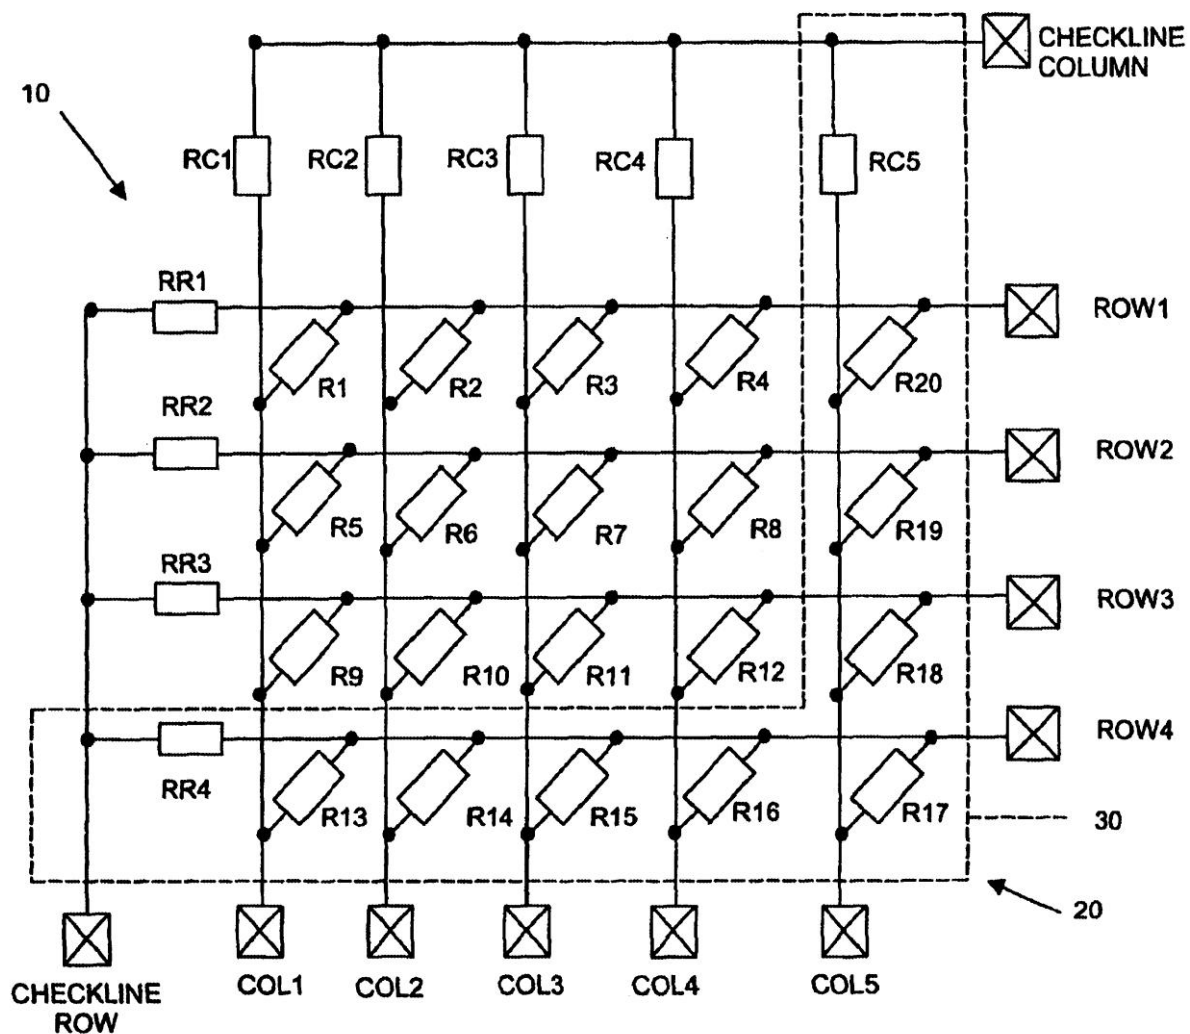 CHECKLINE
COLUMN
10
RC1
RC2
RC3
RC4
RC5
RR1
ROW1
R1
R2
R3
R4
R20
RR2
ROW2
R5
R6
R7
R8
R19
RR3
ROW3
R9
R10
R11
R12
R18
ROW4
RR4
R13
R14
R15
R16
R17
30
20
CHECKLINE
ROW
COL1
COL2
COL3
COL4
COL5